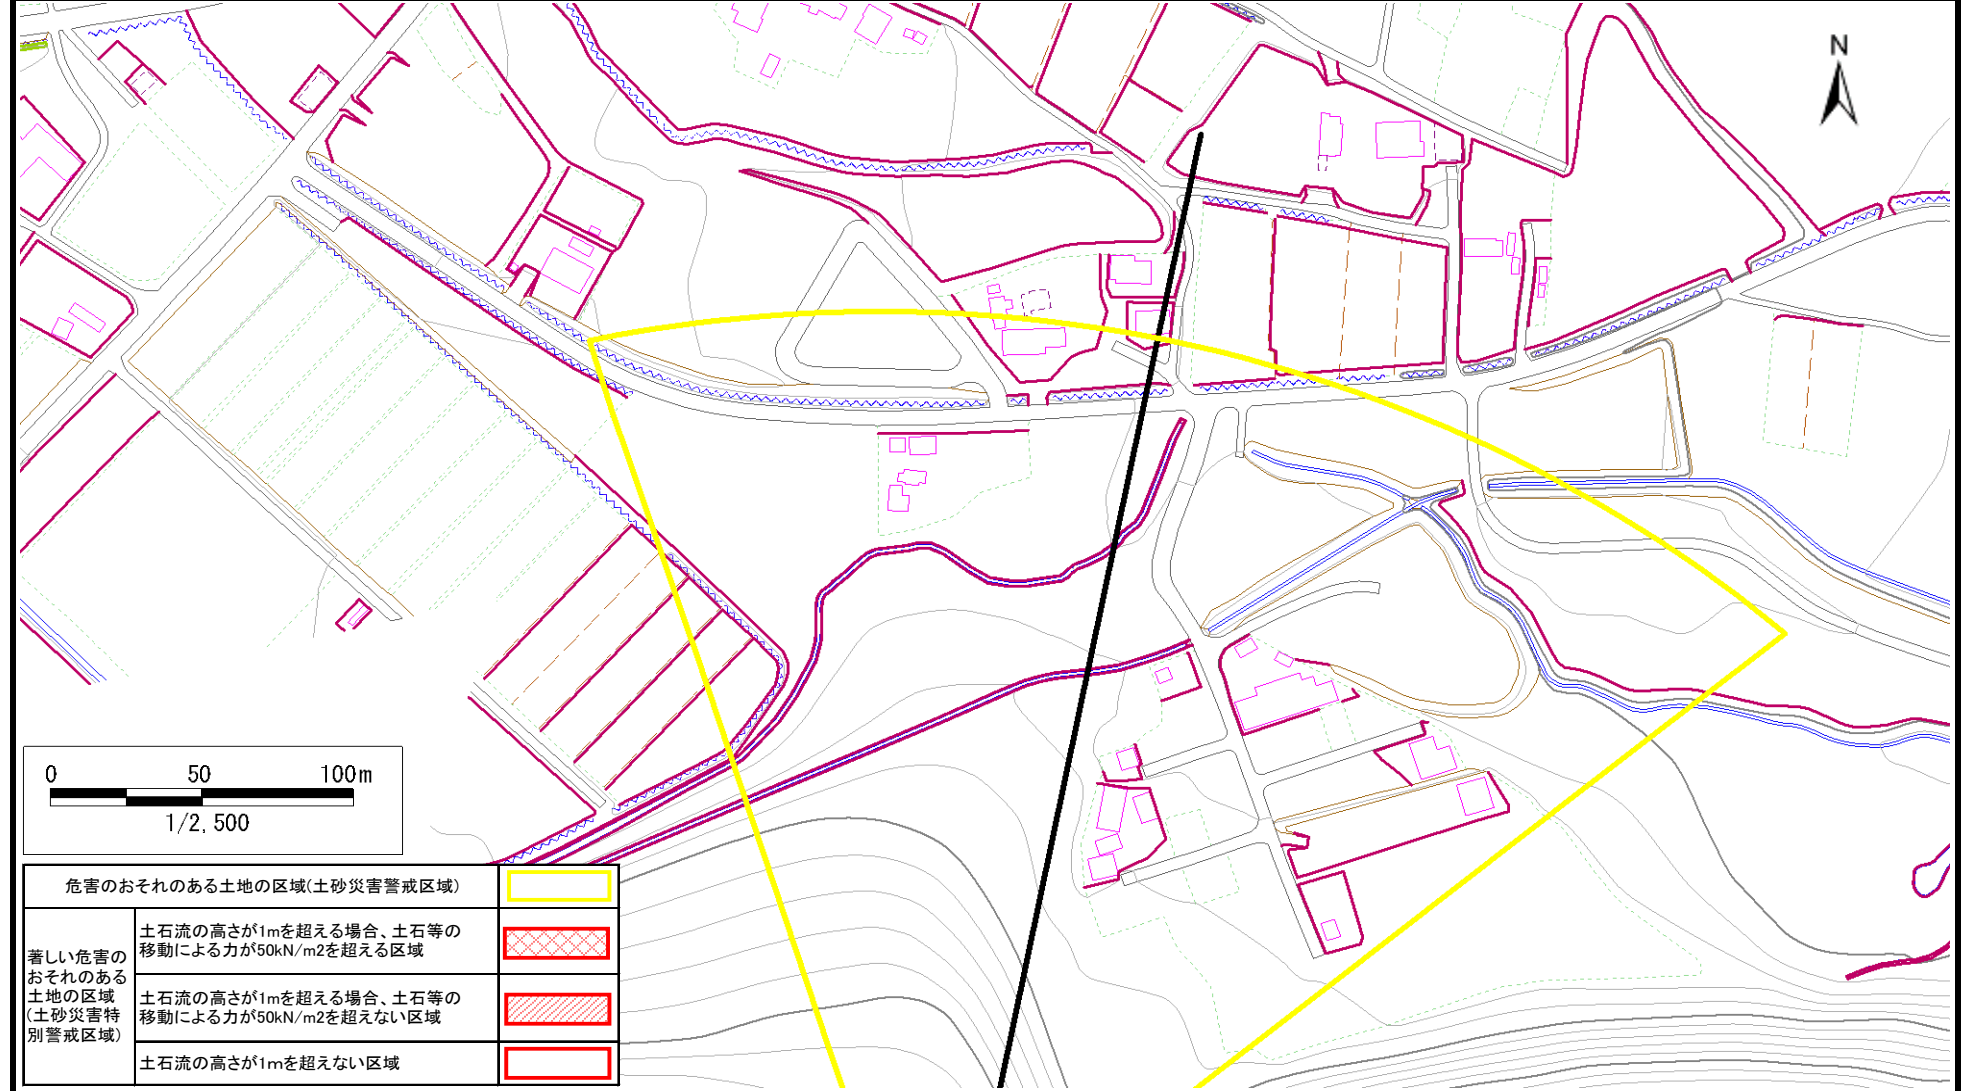 N
0 50 100m
1/2,500
危害のおそれのある土地の区域(土砂災害警戒区域)
著しい危害の
おそれのある
土地の区域
(土砂災害特
別警戒区域)
土石流の高さが1mを超える場合、土石等の
移動による力が50kN/m2を超える区域
土石流の高さが1mを超える場合、土石等の
移動による力が50kN/m2を超えない区域
土石流の高さが1mを超えない区域